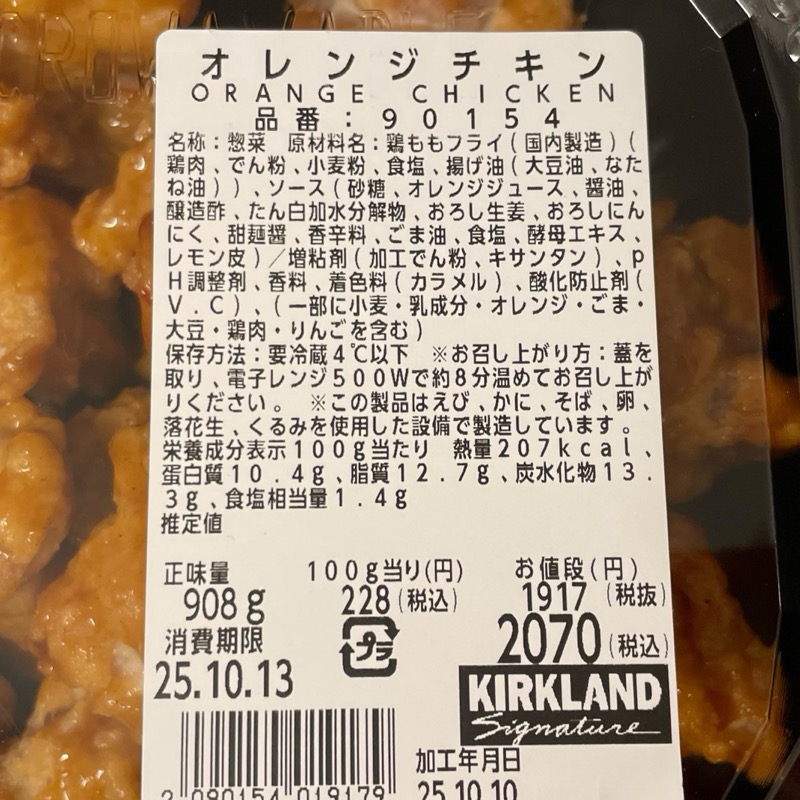 オレンジチキン
ORANGE CHICKEN
品番：90154
名称：惣菜 原材料名：鶏ももフライ(国内製造)(
鶏肉、でん粉、小麦粉、食塩、揚げ油(大豆油、なた
ね油))、ソース(砂糖、オレンジジュース、醤油、
醸造酢、たん白加水分解物、おろし生姜、おろしにん
にく、甜麺醤、香辛料、ごま油、食塩、酵母エキス、
レモン皮)／増粘剤(加工でん粉、キサンタン)、p
H調整剤、香料、着色料(カラメル)、酸化防止剤(
V.C)、(一部に小麦・乳成分・オレンジ・ごま・
大豆・鶏肉・りんごを含む)
保存方法：要冷蔵4℃以下 ※お召し上がり方：蓋を
取り、電子レンジ500Wで約8分温めてお召し上が
りください。 ※この製品はえび、かに、そば、卵、
落花生、くるみを使用した設備で製造しています。
栄養成分表示100g当たり 熱量207kcal、
蛋白質10.4g、脂質12.7g、炭水化物13.
3g、食塩相当量1.4g
推定値
正味量 100g当り(円) お値段(円)
908g 228(税込) 1917(税抜)
2070(税込)
消費期限
プラ
25.10.13
KIRKLAND
Signature
加工年月日
2 090154 019179
25.10.10